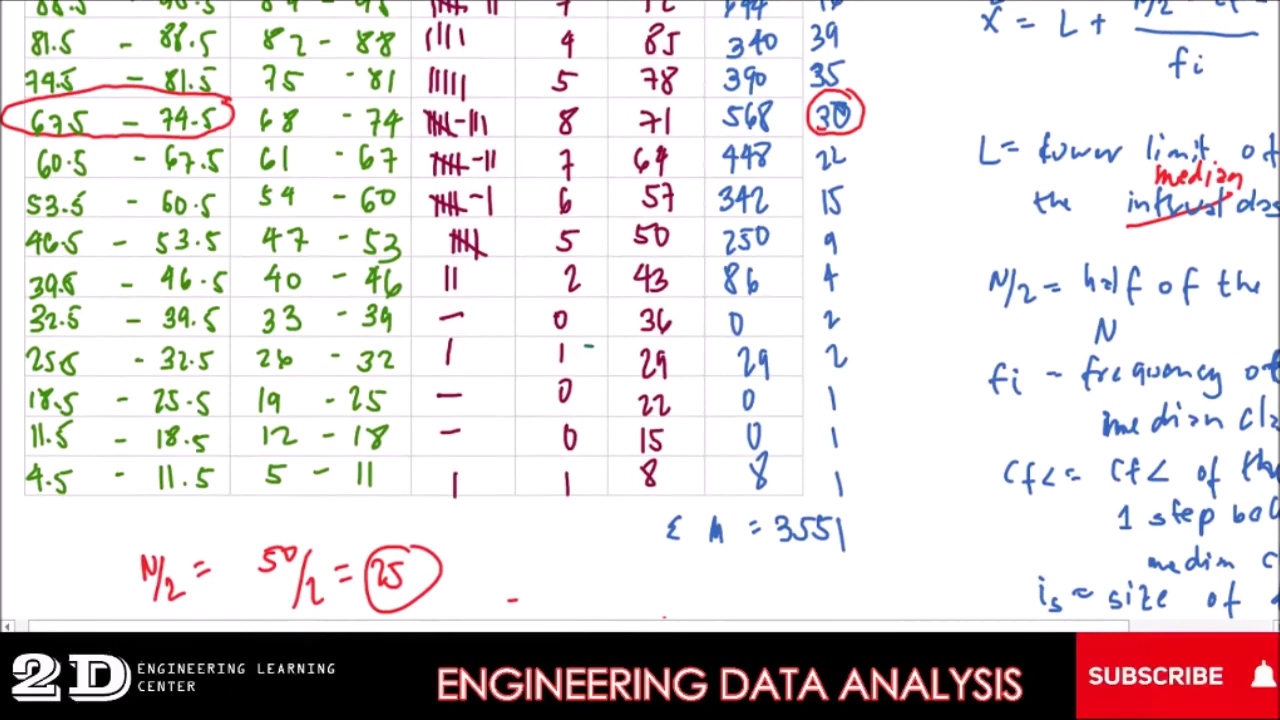 81.5 - 88.5 82 - 88 |||| 4 85 340 39
74.5 - 81.5 75 - 81 ||||| 5 78 390 35
67.5 - 74.5 68 - 74 |||||-||| 8 71 568 30
60.5 - 67.5 61 - 67 |||||-|| 7 64 448 22
53.5 - 60.5 54 - 60 |||||-| 6 57 342 15
46.5 - 53.5 47 - 53 ||||| 5 50 250 9
39.5 - 46.5 40 - 46 || 2 43 86 4
32.5 - 39.5 33 - 39 - 0 36 0 2
25.5 - 32.5 26 - 32 | 1 - 29 29 2
18.5 - 25.5 19 - 25 - 0 22 0 1
11.5 - 18.5 12 - 18 - 0 15 0 1
4.5 - 11.5 5 - 11 | 1 8 8 1
Σ M = 3551
N/2 = 50/2 = 25
x̃ = L +
fi
L = Lower limit of
median
the interval class
N/2 = half of the
N
fi - frequency of
median cl
Cf< = Cf< of th
1 step
median c
is = size of
2D ENGINEERING LEARNING
CENTER
ENGINEERING DATA ANALYSIS
SUBSCRIBE